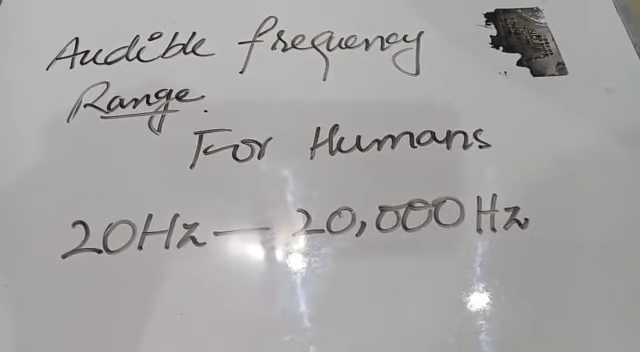 Audible frequency
Range.
For Humans
20Hz — 20,000Hz